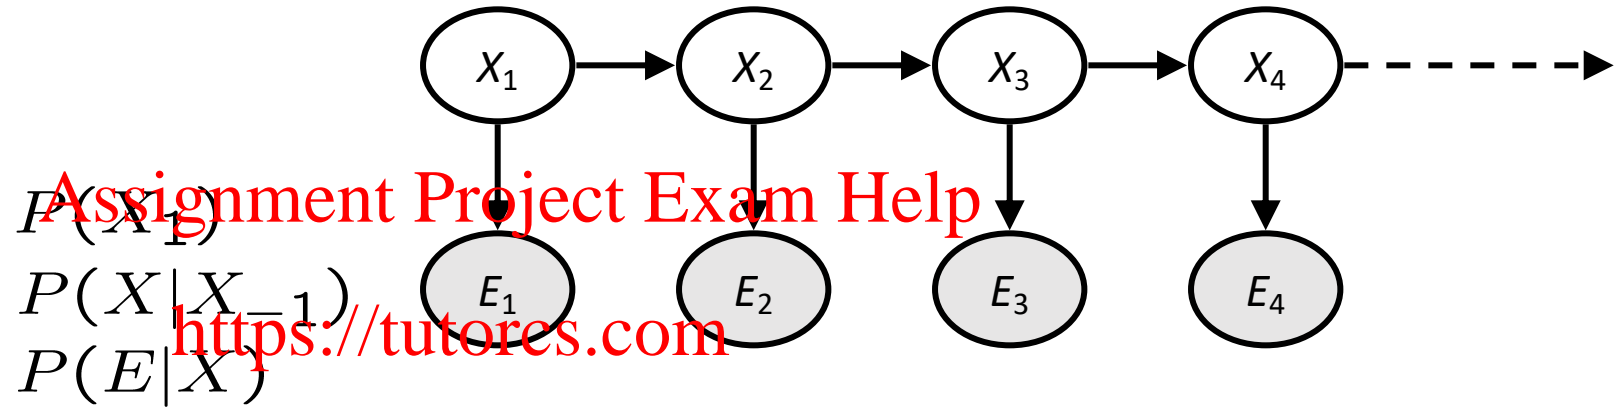 X₁ X₂ X₃ X₄
Assignment Project Exam Help
P(X₁)
E₁ E₂ E₃ E₄
P(X|X₋₁)
https://tutorcs.com
P(E|X)